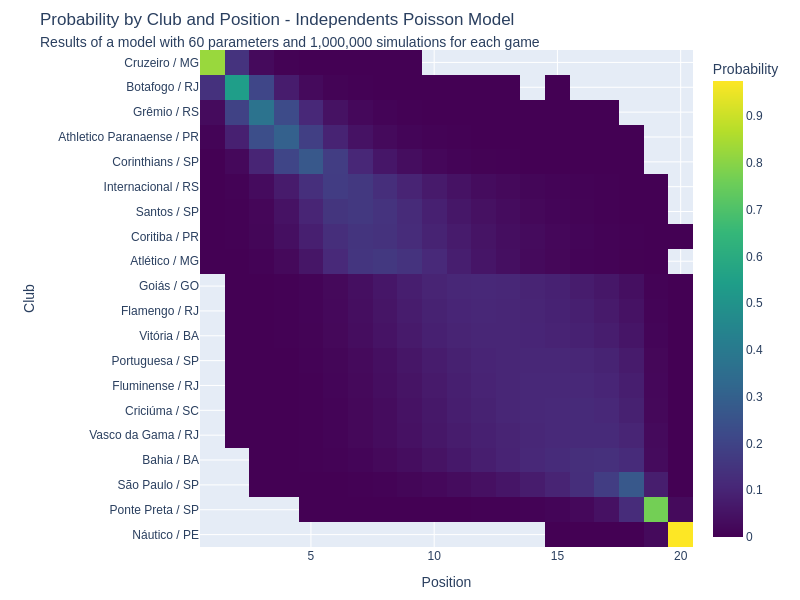 Probability by Club and Position - Independents Poisson Model
Results of a model with 60 parameters and 1,000,000 simulations for each game
Probability
Cruzeiro / MG
Botafogo / RJ
Grêmio / RS
Athletico Paranaense / PR
Corinthians / SP
Internacional / RS
Santos / SP
Coritiba / PR
Atlético / MG
Goiás / GO
Flamengo / RJ
Vitória / BA
Portuguesa / SP
Fluminense / RJ
Criciúma / SC
Vasco da Gama / RJ
Bahia / BA
São Paulo / SP
Ponte Preta / SP
Náutico / PE
Club
5
10
15
20
Position
0.9
0.8
0.7
0.6
0.5
0.4
0.3
0.2
0.1
0